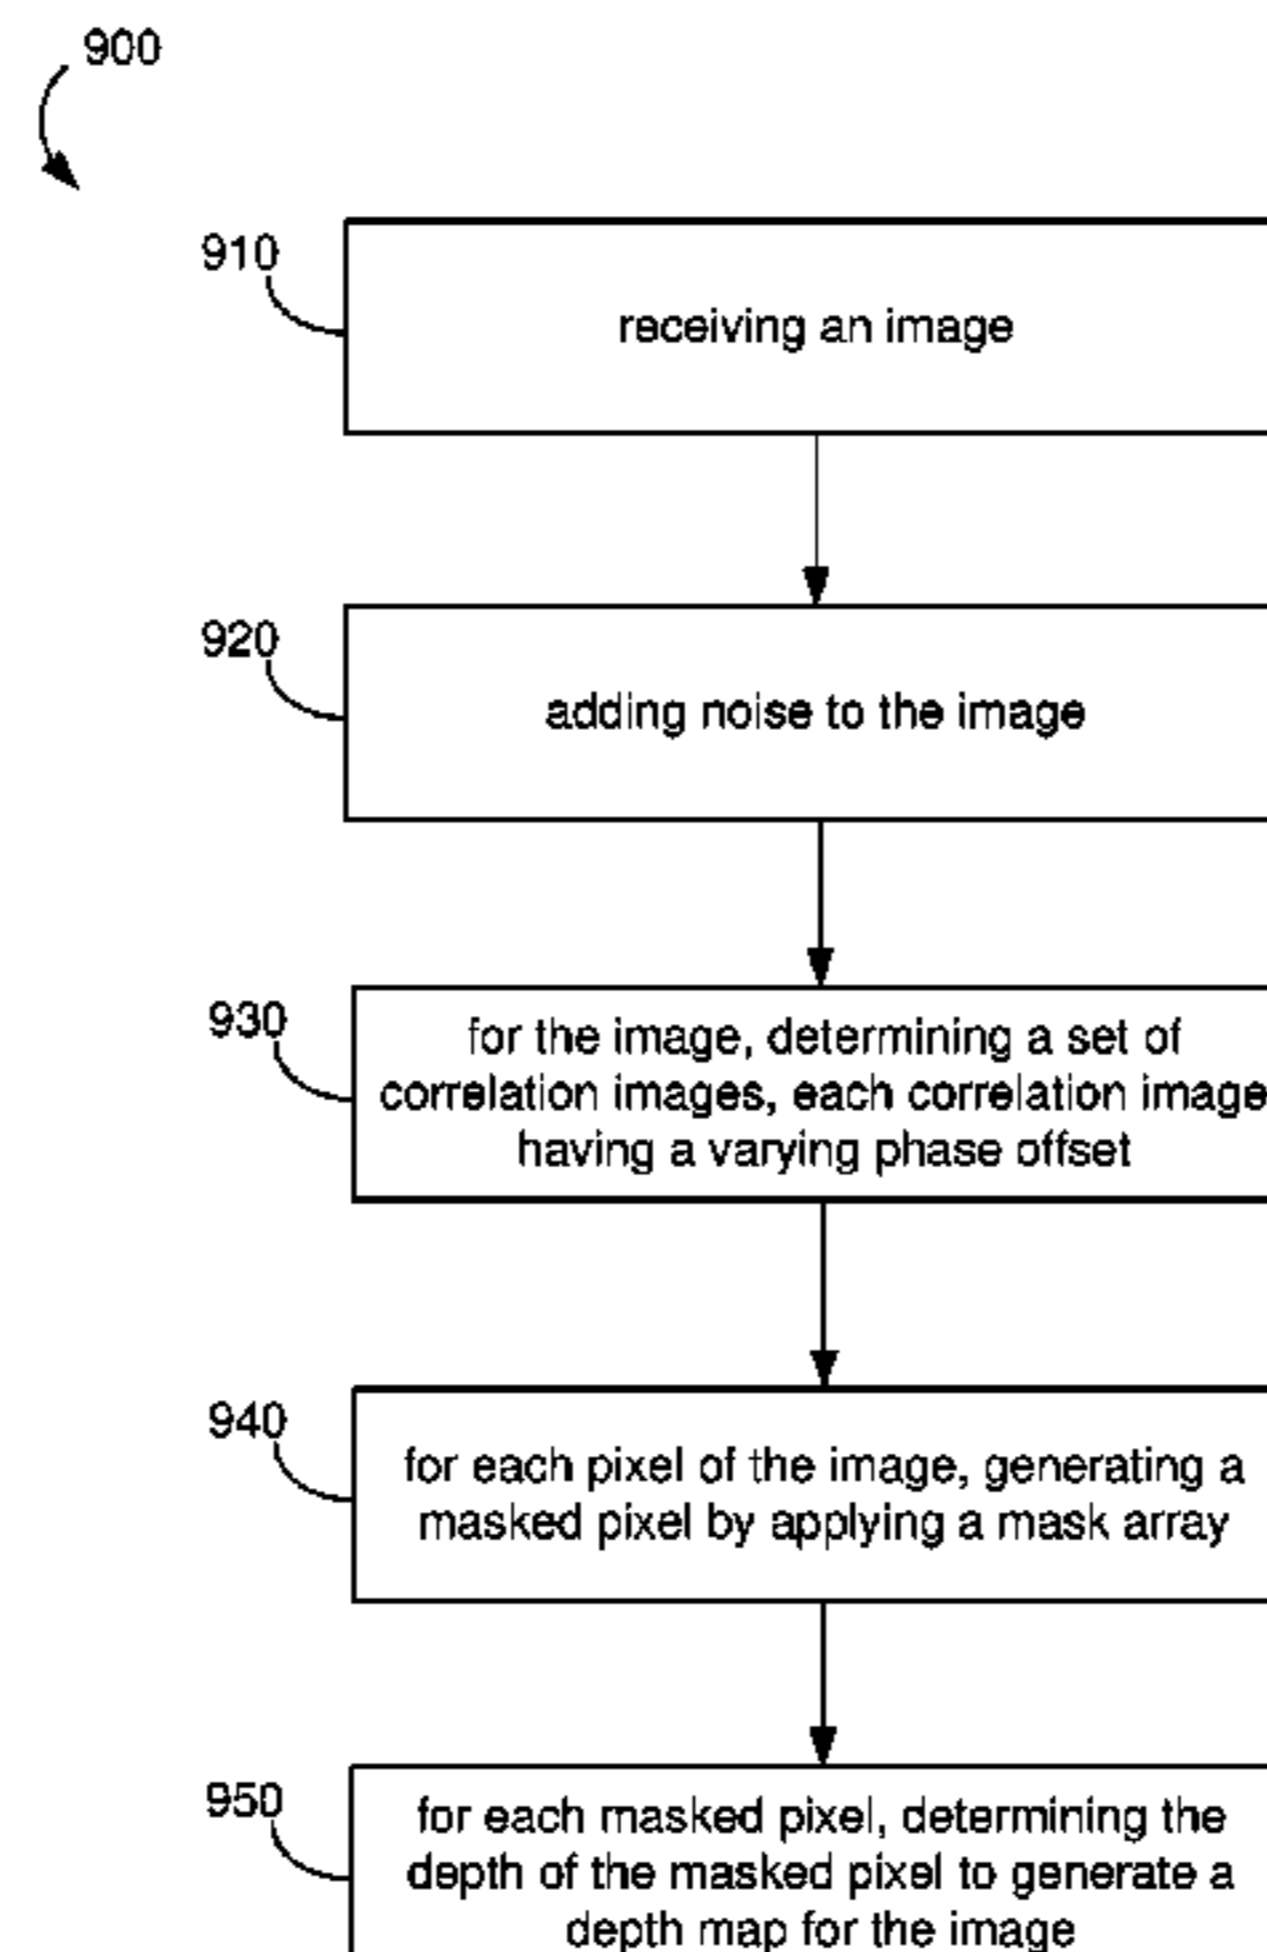 900
910
receiving an image
920
adding noise to the image
930
for the image, determining a set of
correlation images, each correlation image
having a varying phase offset
940
for each pixel of the image, generating a
masked pixel by applying a mask array
950
for each masked pixel, determining the
depth of the masked pixel to generate a
depth map for the image